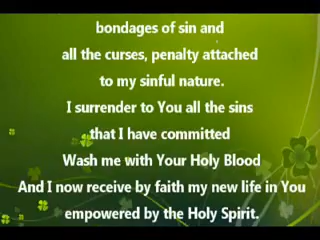 bondages of sin and
all the curses, penalty attached
to my sinful nature.
I surrender to You all the sins
that I have committed
Wash me with Your Holy Blood
And I now receive by faith my new life in You
empowered by the Holy Spirit.